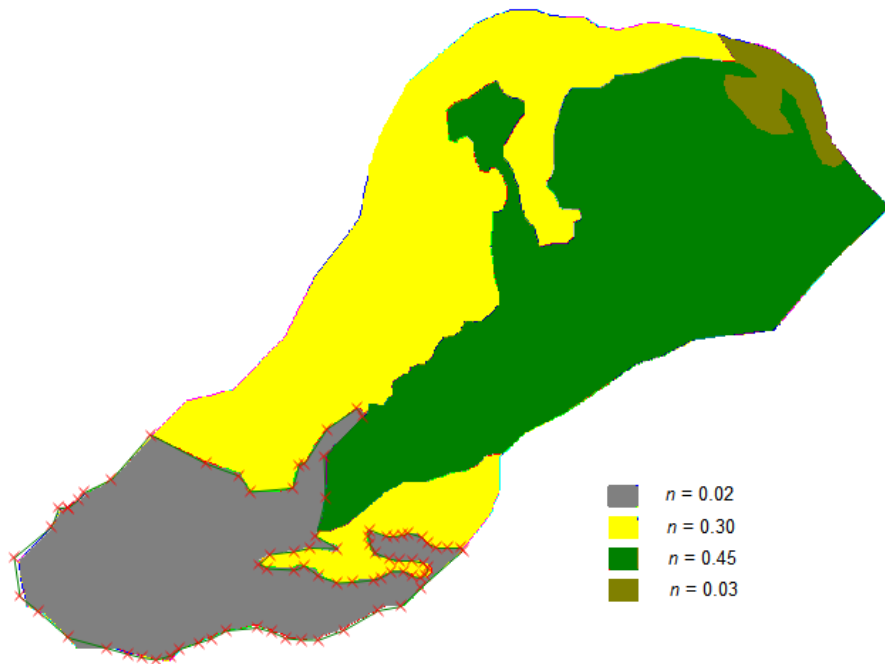 n = 0.02
n = 0.30
n = 0.45
n = 0.03